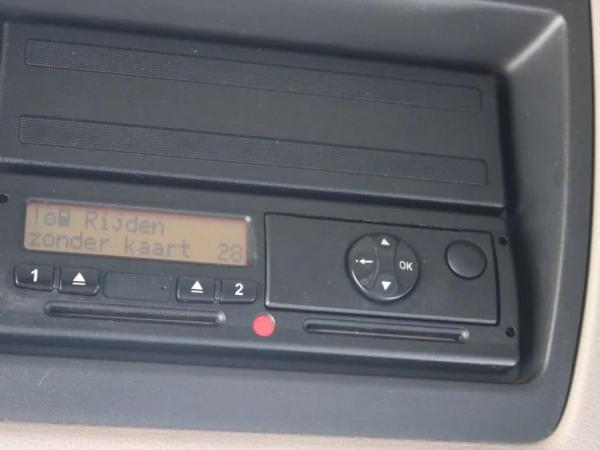 ! Rijden
zonder kaart 28
1 2
OK